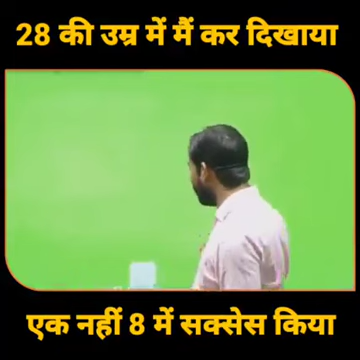 28 की उम्र में मैं कर दिखाया
एक नहीं 8 में सक्सेस किया